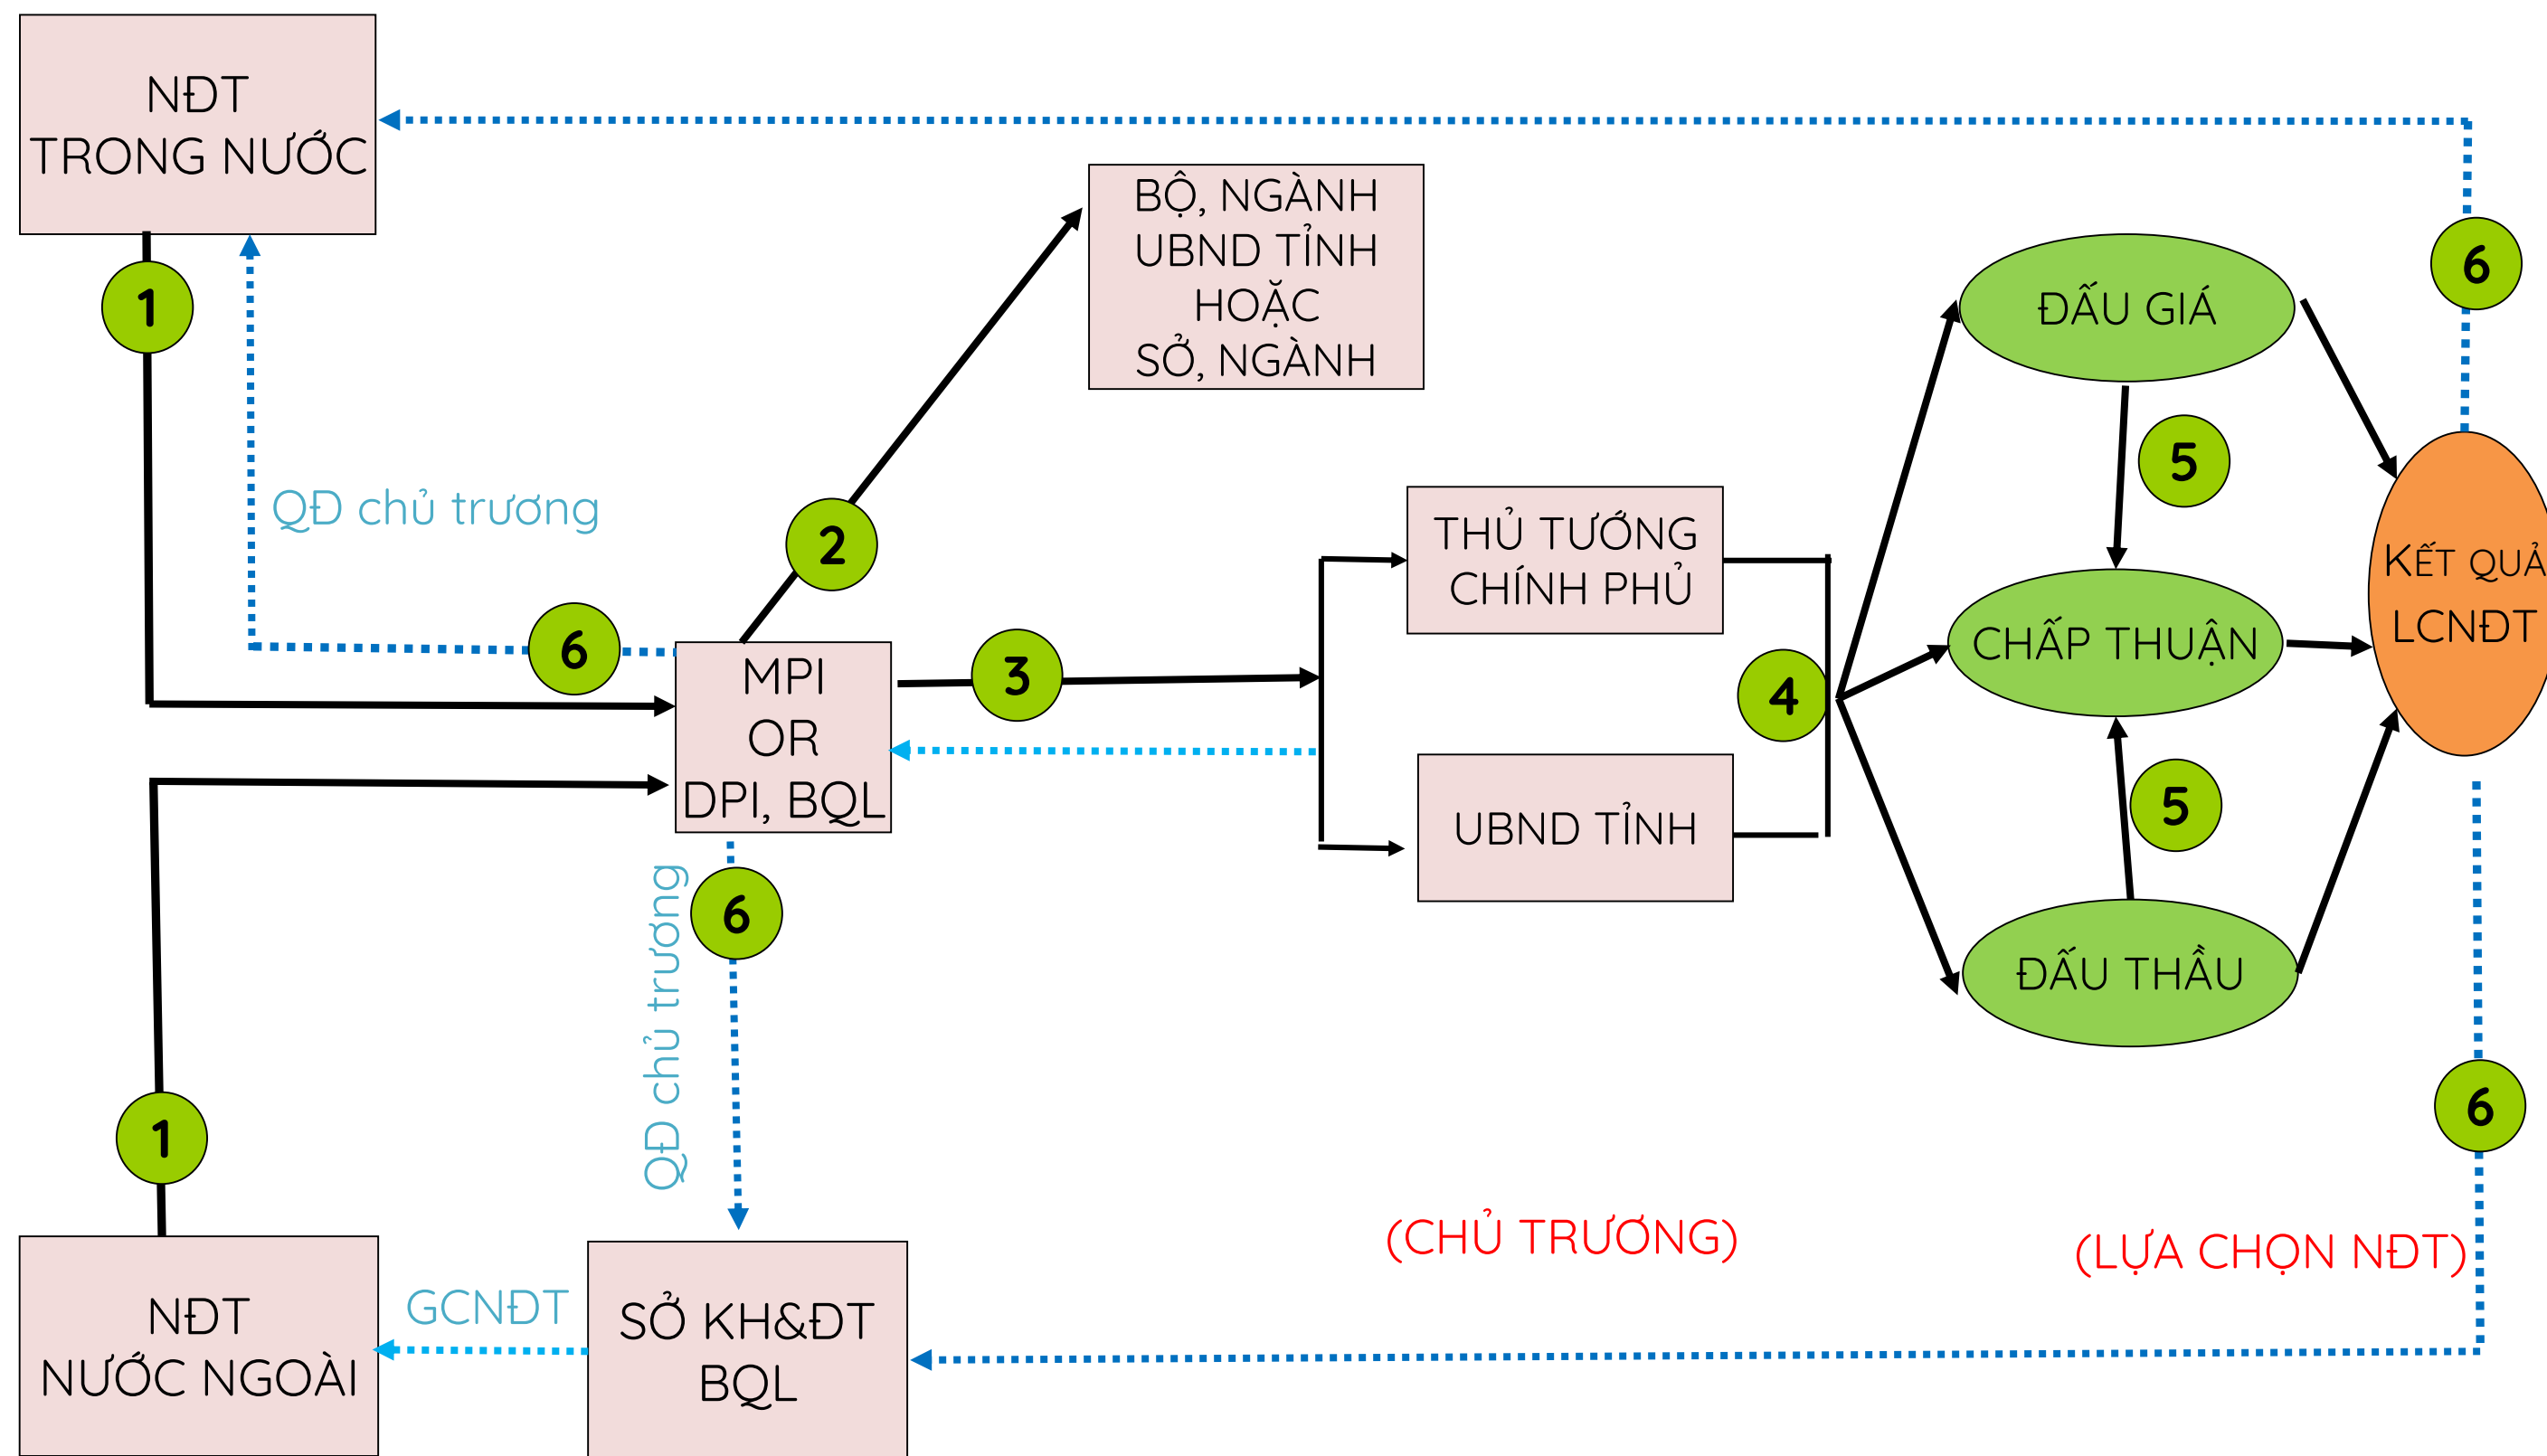 NĐT
TRONG NƯỚC
BỘ, NGÀNH
UBND TỈNH
HOẶC
SỞ, NGÀNH
6
ĐẤU GIÁ
1
5
QĐ chủ trương
2
THỦ TƯỚNG
CHÍNH PHỦ
KẾT QUẢ
LCNĐT
CHẤP THUẬN
6
MPI
OR
DPI, BQL
3
4
UBND TỈNH
5
6
QĐ chủ trương
ĐẤU THẦU
1
6
(CHỦ TRƯƠNG)
(LỰA CHỌN NĐT)
NĐT
NƯỚC NGOÀI
GCNĐT
SỞ KH&ĐT
BQL